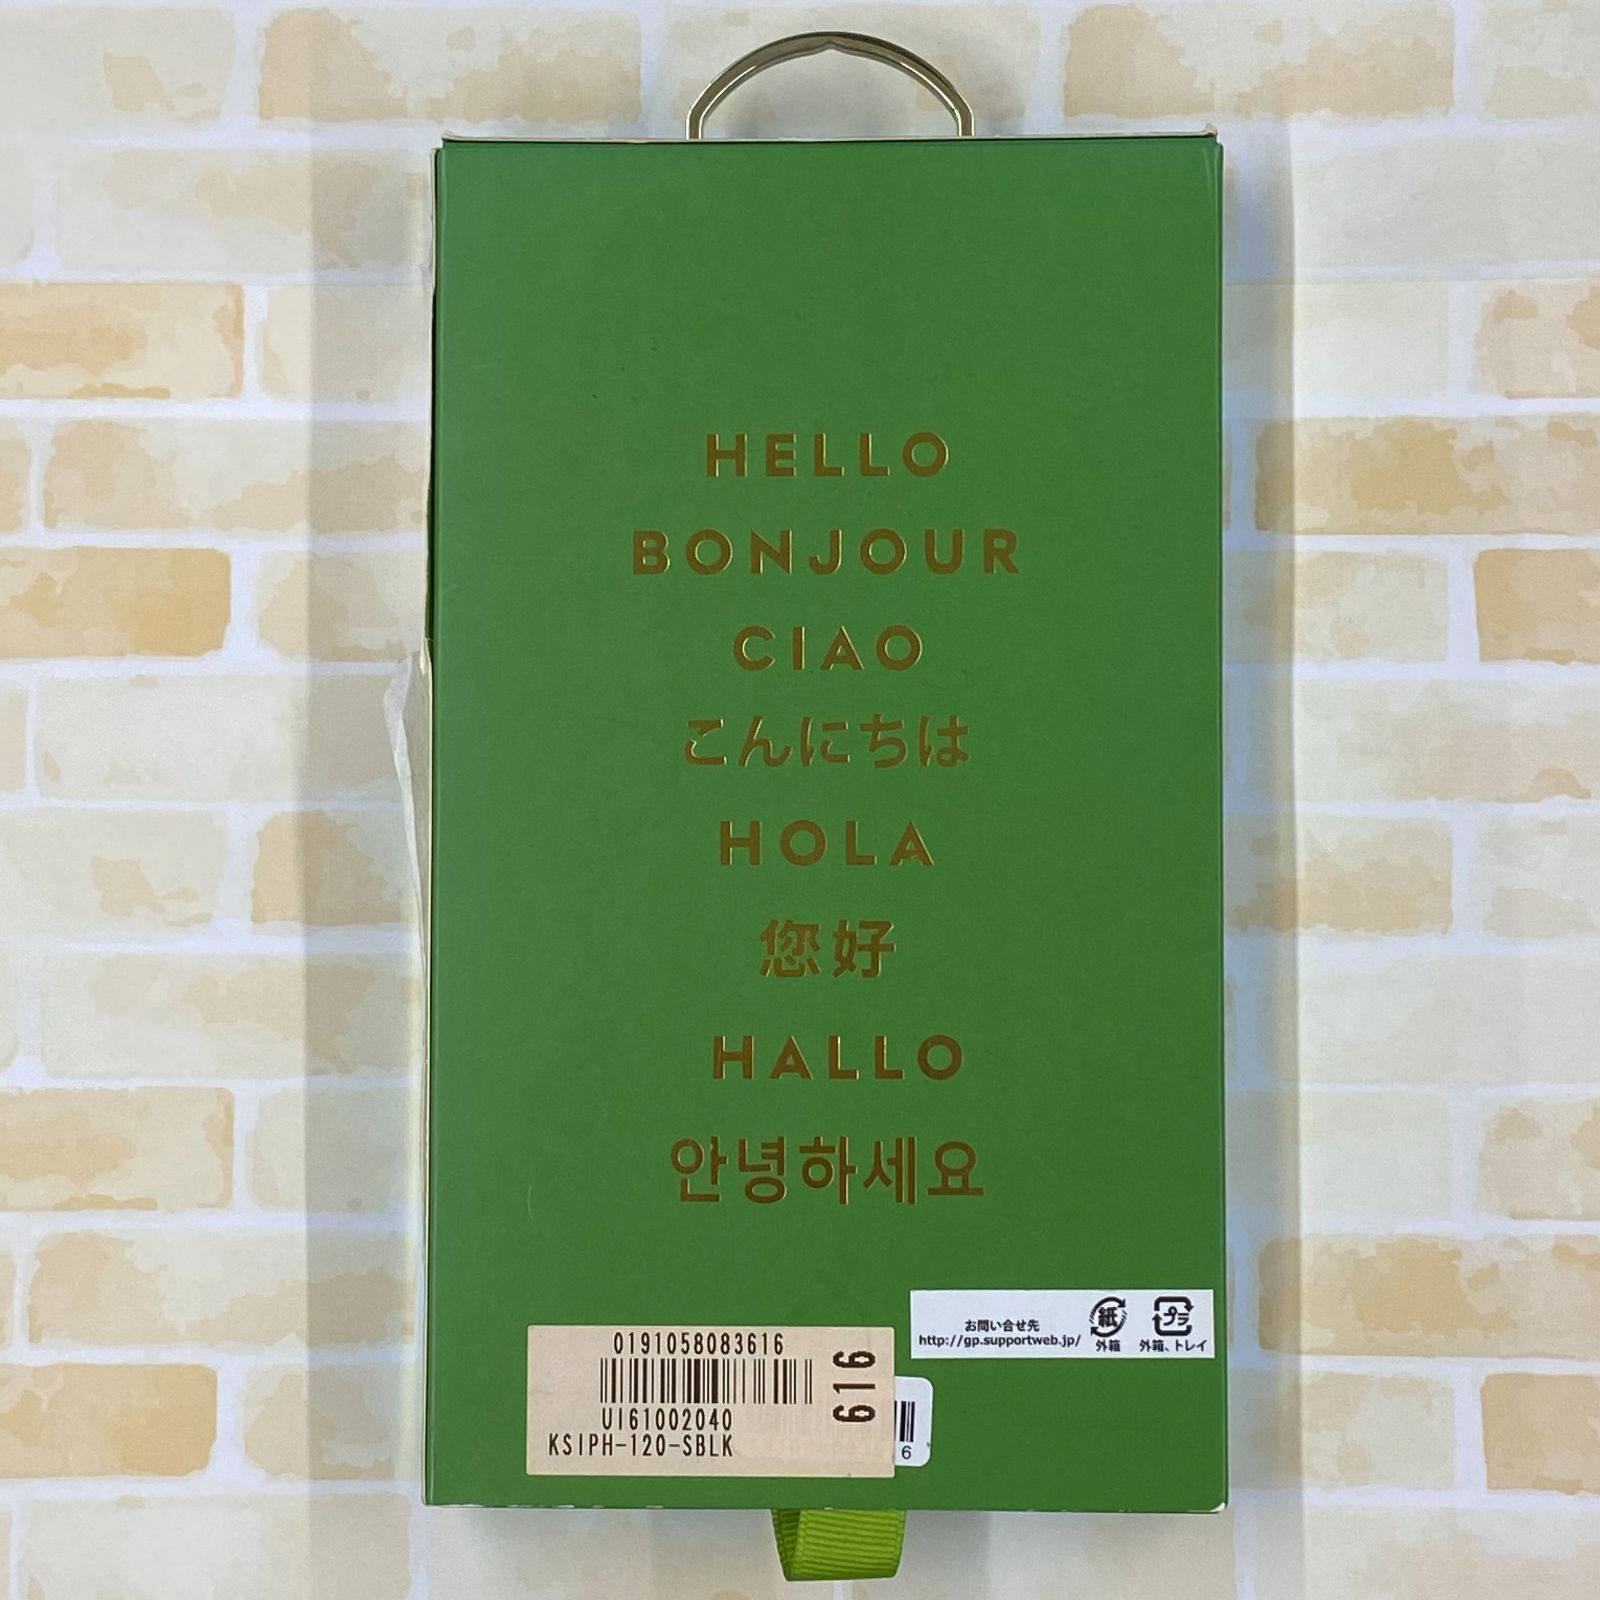 HELLO
BONJOUR
CIAO
こんにちは
HOLA
您好
HALLO
안녕하세요
お問い合せ先
http://gp.supportweb.jp/
紙
外箱
プラ
外箱、トレイ
0191058083616
UI61002040
KSIPH-120-SBLK
616
6